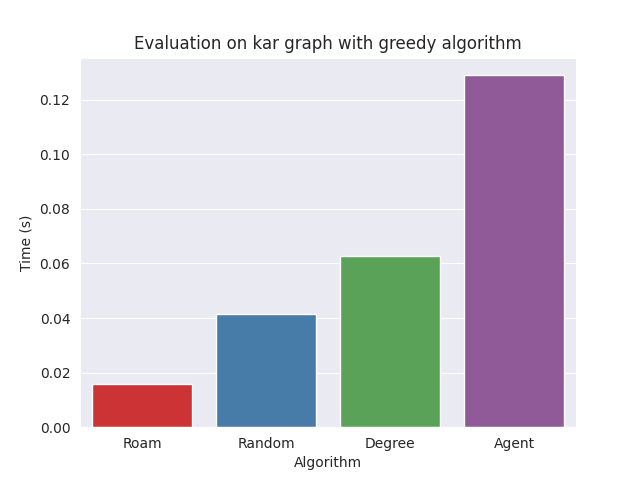 Evaluation on kar graph with greedy algorithm
0.12
0.10
0.08
0.06
0.04
0.02
0.00
Time (s)
Roam Random Degree Agent
Algorithm